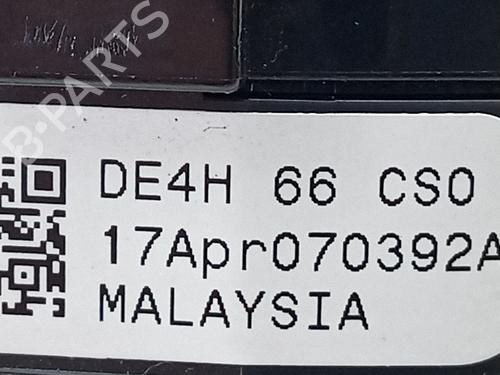 B-PARTS
DE4H 66 CS0
17Apr070392A
MALAYSIA